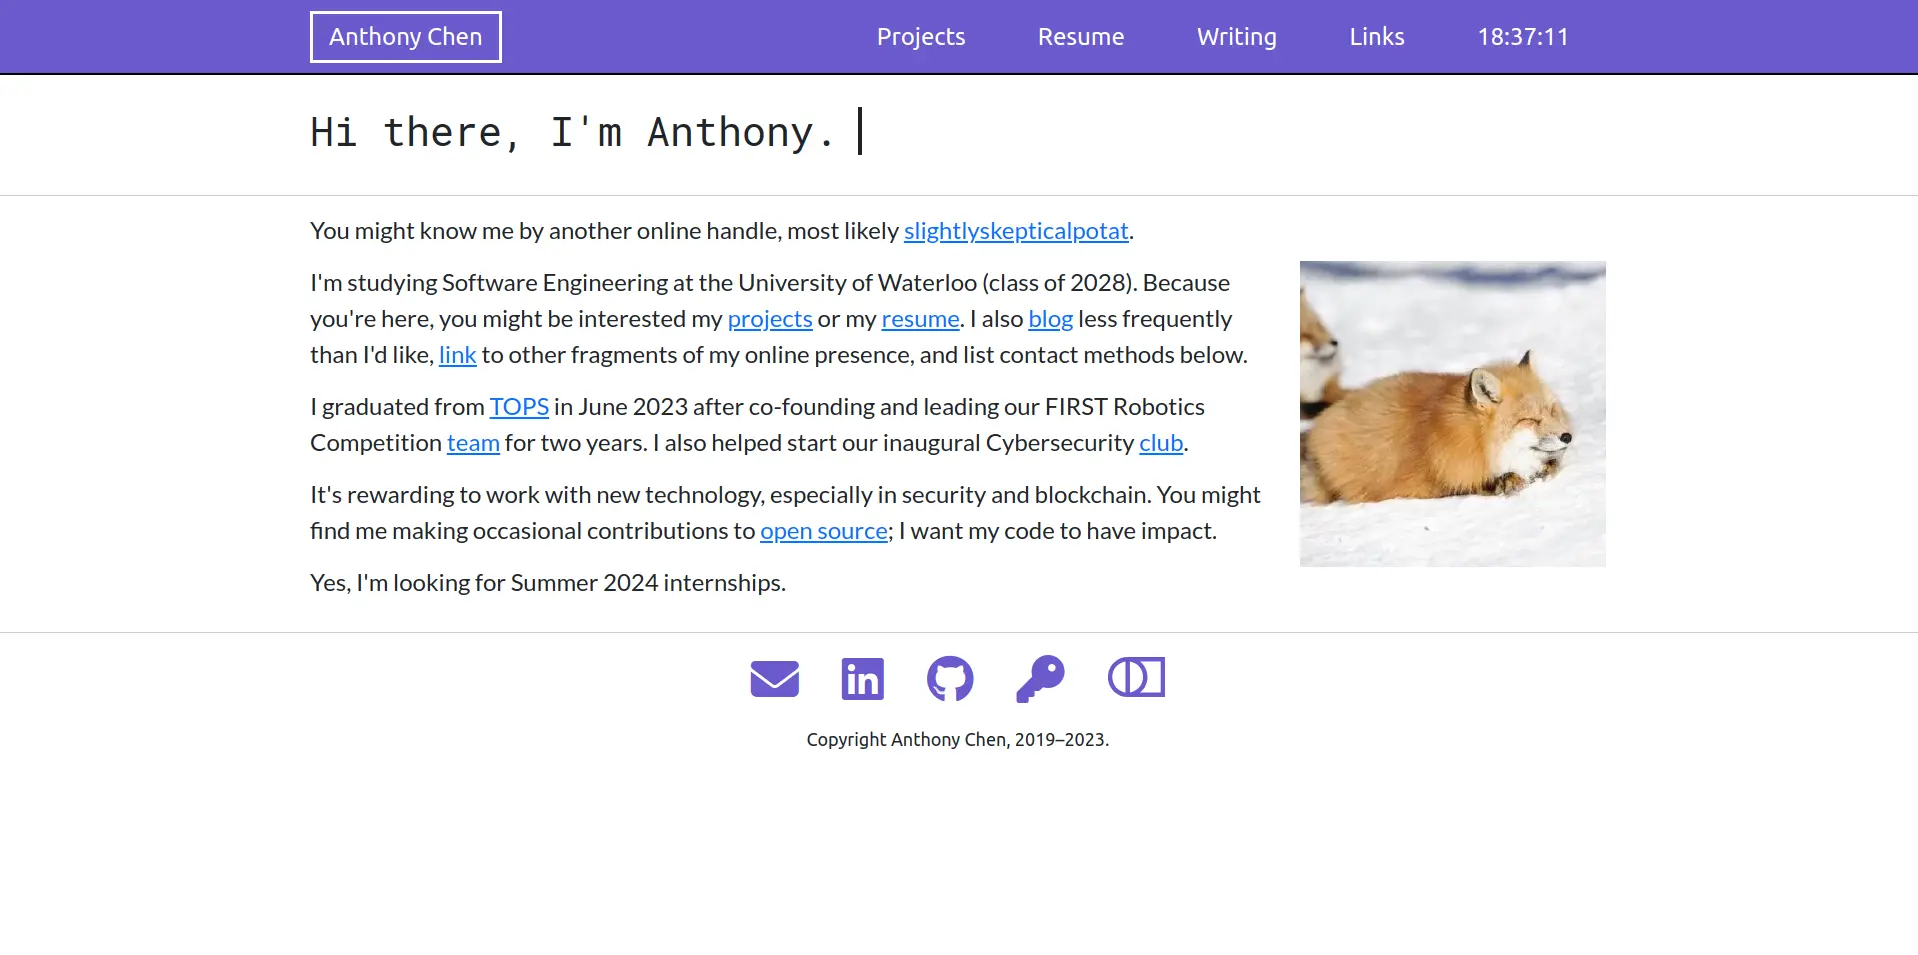 Anthony Chen
Projects
Resume
Writing
Links
18:37:11
Hi there, I'm Anthony.
You might know me by another online handle, most likely slightlyskepticalpotat.
I'm studying Software Engineering at the University of Waterloo (class of 2028). Because
you're here, you might be interested my projects or my resume. I also blog less frequently
than I'd like, link to other fragments of my online presence, and list contact methods below.
I graduated from TOPS in June 2023 after co-founding and leading our FIRST Robotics
Competition team for two years. I also helped start our inaugural Cybersecurity club.
It's rewarding to work with new technology, especially in security and blockchain. You might
find me making occasional contributions to open source; I want my code to have impact.
Yes, I'm looking for Summer 2024 internships.
in
Copyright Anthony Chen, 2019–2023.